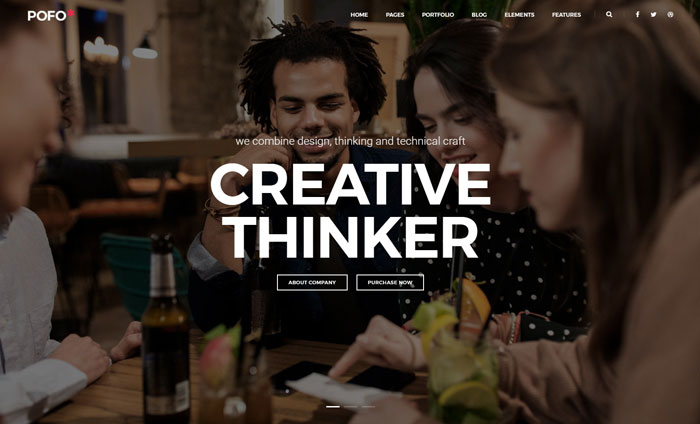 POFO
HOME PAGES PORTFOLIO BLOG ELEMENTS FEATURES
we combine design, thinking and technical craft
CREATIVE
THINKER
ABOUT COMPANY PURCHASE NOW